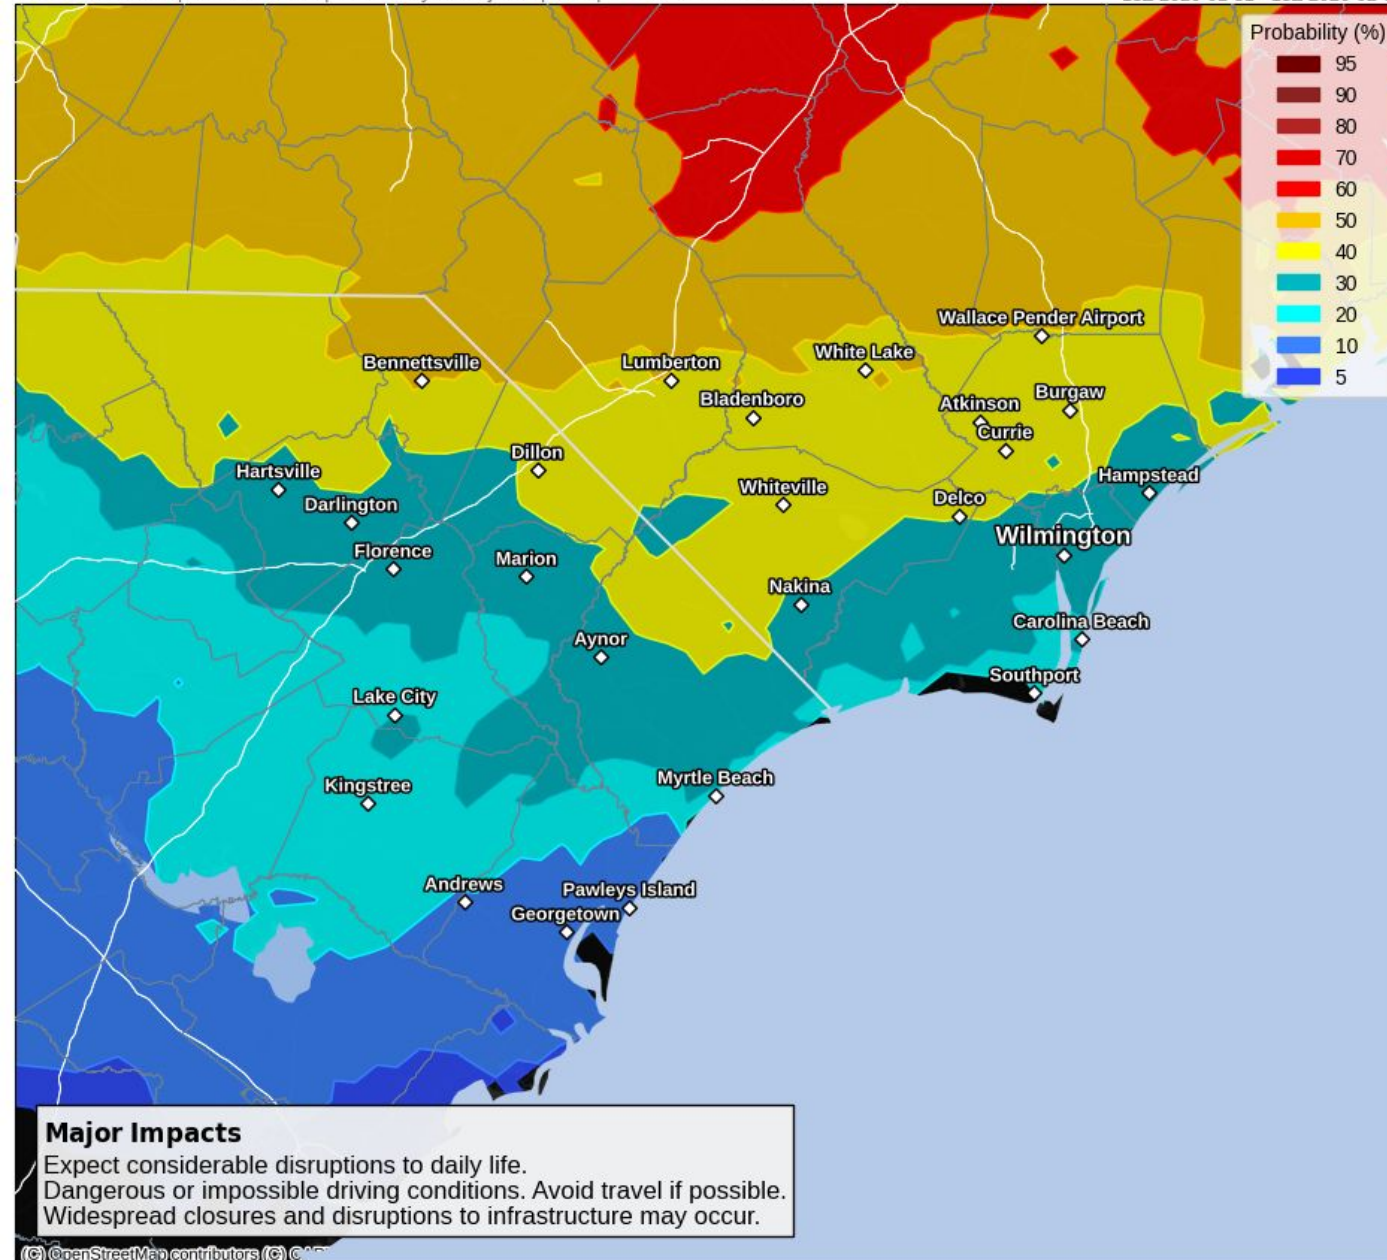 Probability (%)
95
90
80
70
60
50
40
30
20
10
5
Wallace Pender Airport
Bennettsville
Lumberton
White Lake
Bladenboro
Atkinson
Burgaw
Currie
Hartsville
Dillon
Whiteville
Delco
Hampstead
Darlington
Wilmington
Florence
Marion
Nakina
Carolina Beach
Aynor
Southport
Lake City
Kingstree
Myrtle Beach
Andrews
Pawleys Island
Georgetown
Major Impacts
Expect considerable disruptions to daily life.
Dangerous or impossible driving conditions. Avoid travel if possible.
Widespread closures and disruptions to infrastructure may occur.
(C) OpenStreetMap contributors (C)